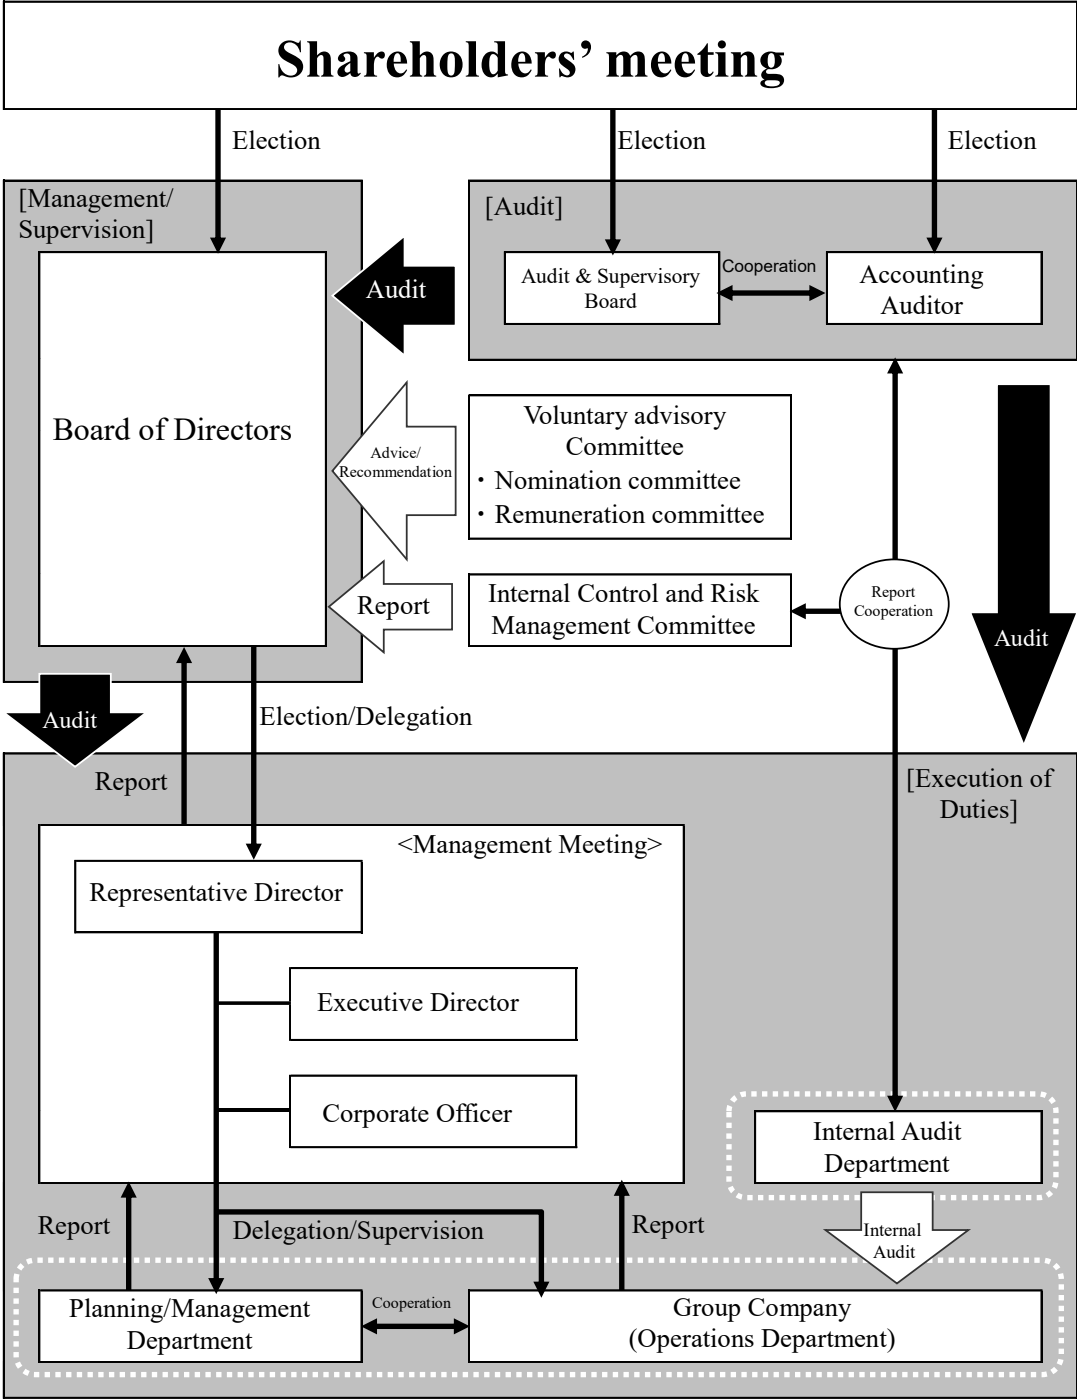 Shareholders’ meeting
Election
Election
Election
[Management/
Supervision]
[Audit]
Audit
Audit & Supervisory
Board
Cooperation
Accounting
Auditor
Board of Directors
Advice/
Recommendation
Voluntary advisory
Committee
・Nomination committee
・Remuneration committee
Report
Internal Control and Risk
Management Committee
Report
Cooperation
Audit
Audit
Election/Delegation
Report
[Execution of
Duties]
<Management Meeting>
Representative Director
Executive Director
Corporate Officer
Internal Audit
Department
Report
Delegation/Supervision
Report
Internal
Audit
Planning/Management
Department
Cooperation
Group Company
(Operations Department)